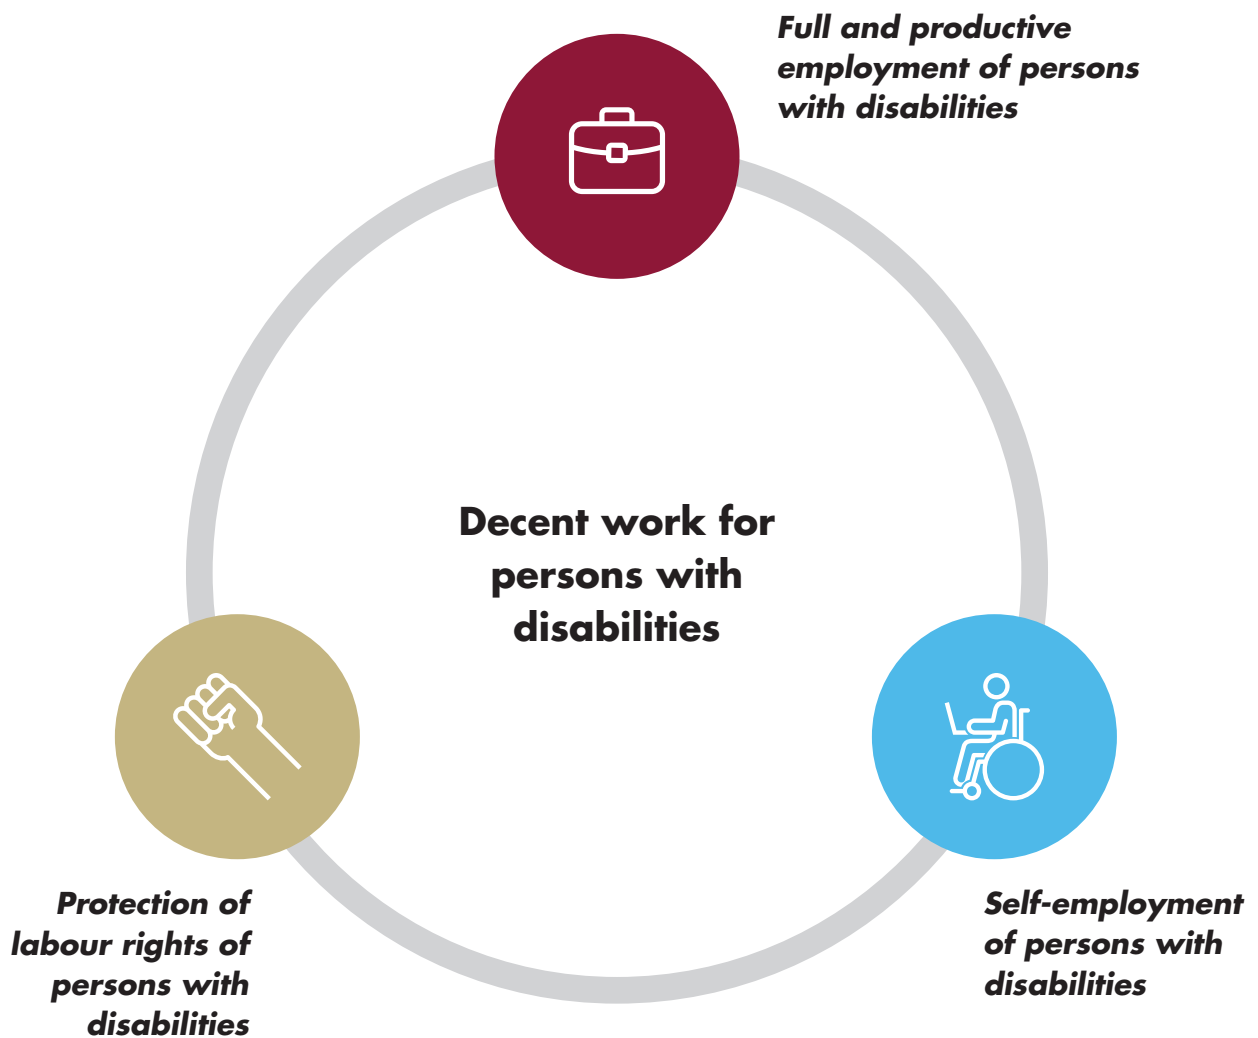 Full and productive
employment of persons
with disabilities
Decent work for
persons with
disabilities
Protection of
labour rights of
persons with
disabilities
Self-employment
of persons with
disabilities